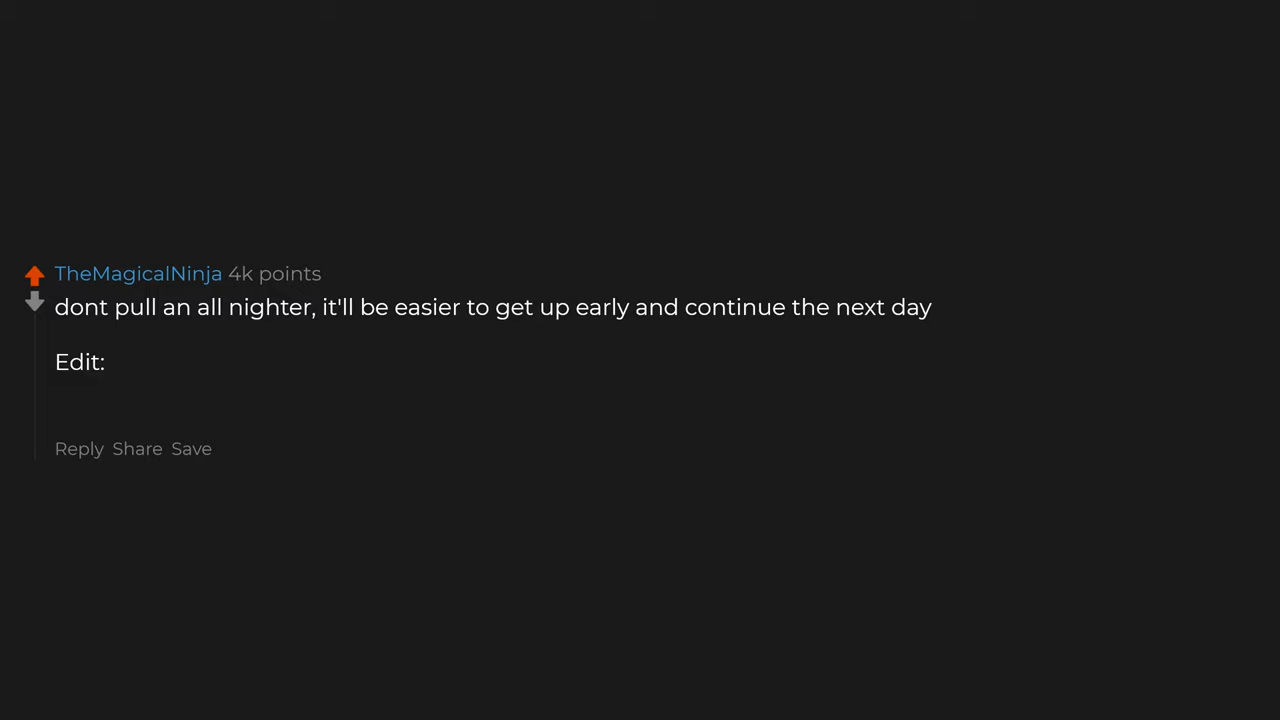 TheMagicalNinja 4k points
dont pull an all nighter, it'll be easier to get up early and continue the next day
Edit:
Reply Share Save